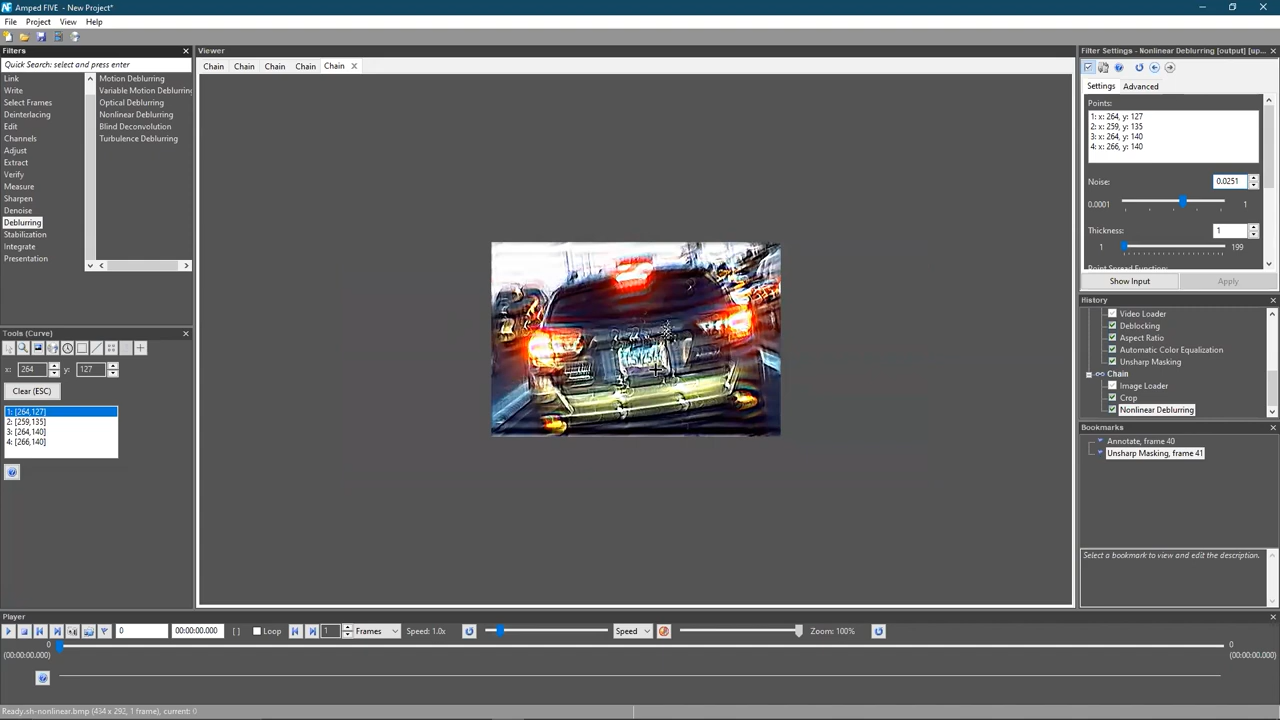 Amped FIVE - New Project*
File Project View Help
Filters
Quick Search: select and press enter
Link
Write
Select Frames
Deinterlacing
Edit
Channels
Adjust
Extract
Verify
Measure
Sharpen
Denoise
Deblurring
Stabilization
Integrate
Presentation
Motion Deblurring
Variable Motion Deblurring
Optical Deblurring
Nonlinear Deblurring
Blind Deconvolution
Turbulence Deblurring
Tools (Curve)
x: 264 y: 127
Clear (ESC)
1: [264,127]
2: [259,135]
3: [264,140]
4: [266,140]
Viewer
Chain Chain Chain Chain Chain
Filter Settings - Nonlinear Deblurring [output] [up...
Settings Advanced
Points:
1: x: 264, y: 127
2: x: 259, y: 135
3: x: 264, y: 140
4: x: 266, y: 140
Noise: 0.0251
0.0001 1
Thickness: 1
1 199
Point Spread Function:
Show Input Apply
History
Video Loader
Deblocking
Aspect Ratio
Automatic Color Equalization
Unsharp Masking
Chain
Image Loader
Crop
Nonlinear Deblurring
Bookmarks
Annotate, frame 40
Unsharp Masking, frame 41
Select a bookmark to view and edit the description.
Player
0 00:00:00.000 [ ] Loop 1 Frames Speed: 1.0x Speed Zoom: 100%
0 0
(00:00:00.000) (00:00:00.000)
Ready.sh-nonlinear.bmp (434 x 292, 1 frame), current: 0